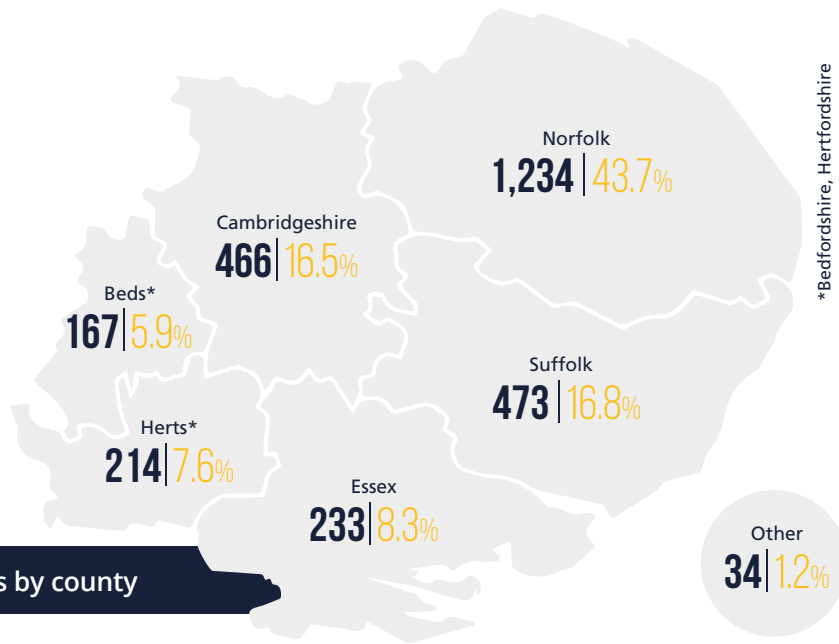 Norfolk
1,234 43.7%
Cambridgeshire
466 16.5%
Beds*
167 5.9%
Suffolk
473 16.8%
Herts*
214 7.6%
Essex
233 8.3%
Other
34 1.2%
s by county
*Bedfordshire, Hertfordshire